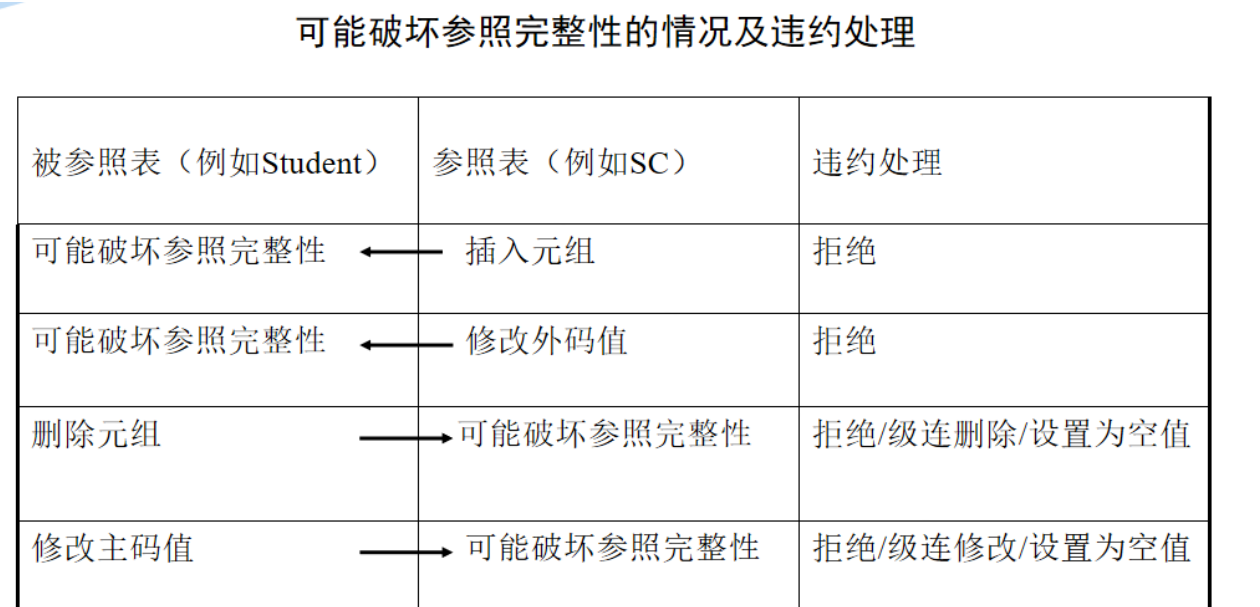 可能破坏参照完整性的情况及违约处理
被参照表（例如Student） 参照表（例如SC） 违约处理
可能破坏参照完整性 插入元组 拒绝
可能破坏参照完整性 修改外码值 拒绝
删除元组 可能破坏参照完整性 拒绝/级连删除/设置为空值
修改主码值 可能破坏参照完整性 拒绝/级连修改/设置为空值